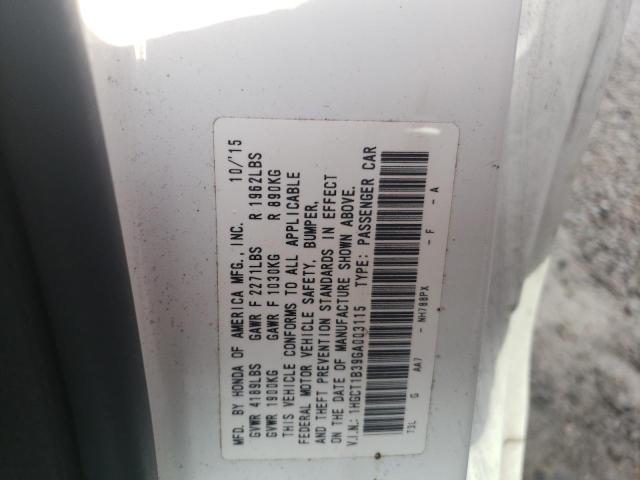 MFD. BY HONDA OF AMERICA MFG., INC. 10/'15
GVWR 4189LBS GAWR F 2271LBS R 1962LBS
GVWR 1900KG GAWR F 1030KG R 890KG
THIS VEHICLE CONFORMS TO ALL APPLICABLE
FEDERAL MOTOR VEHICLE SAFETY, BUMPER,
AND THEFT PREVENTION STANDARDS IN EFFECT
ON THE DATE OF MANUFACTURE SHOWN ABOVE.
V.I.N.: 1HGCT1B39GA003115 TYPE: PASSENGER CAR
T3L G AA7 - NH788PX - F - A